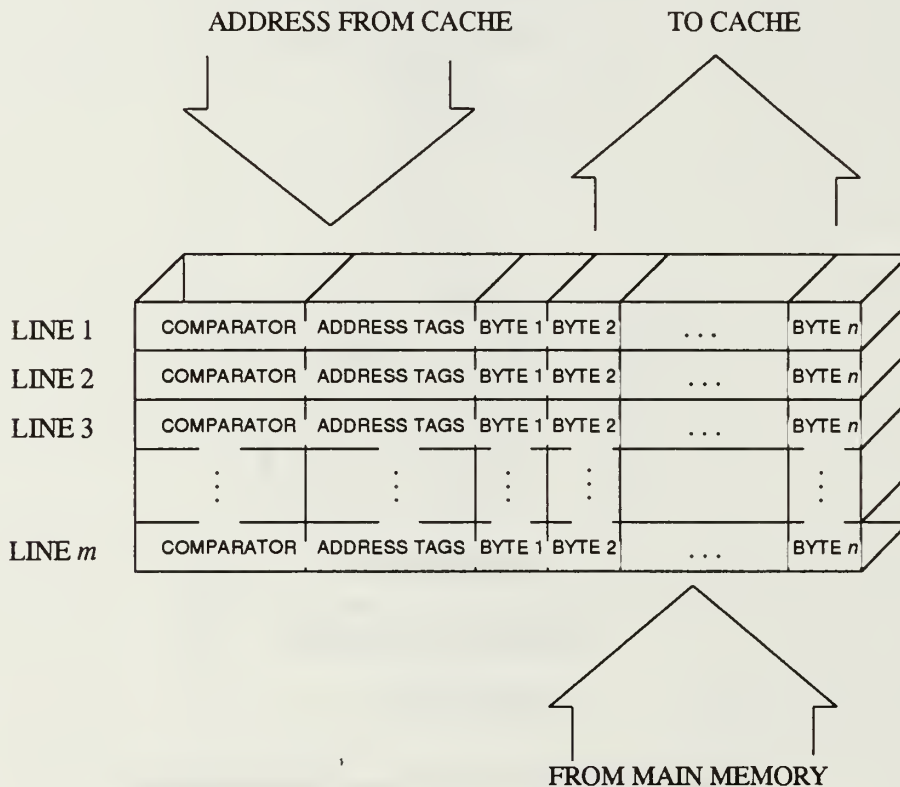 ADDRESS FROM CACHE TO CACHE
LINE 1 COMPARATOR ADDRESS TAGS BYTE 1 BYTE 2 ... BYTE n
LINE 2 COMPARATOR ADDRESS TAGS BYTE 1 BYTE 2 ... BYTE n
LINE 3 COMPARATOR ADDRESS TAGS BYTE 1 BYTE 2 ... BYTE n
LINE m COMPARATOR ADDRESS TAGS BYTE 1 BYTE 2 ... BYTE n
FROM MAIN MEMORY